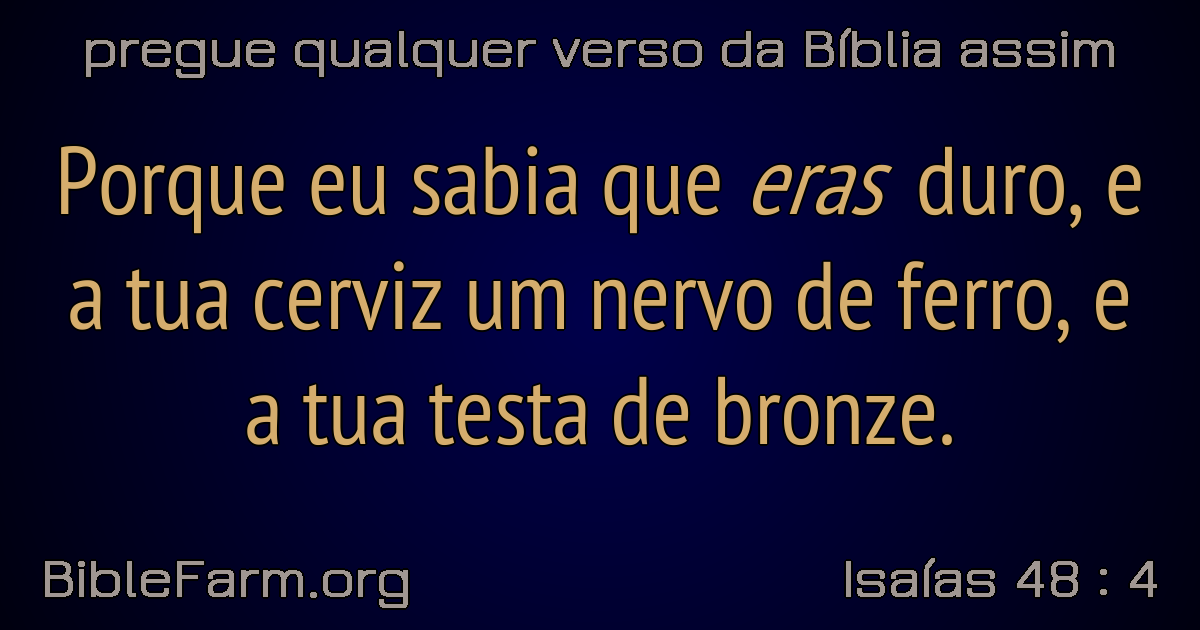 pregue qualquer verso da Bíblia assim
Porque eu sabia que eras duro, e
a tua cerviz um nervo de ferro, e
a tua testa de bronze.
BibleFarm.org
Isaías 48 : 4